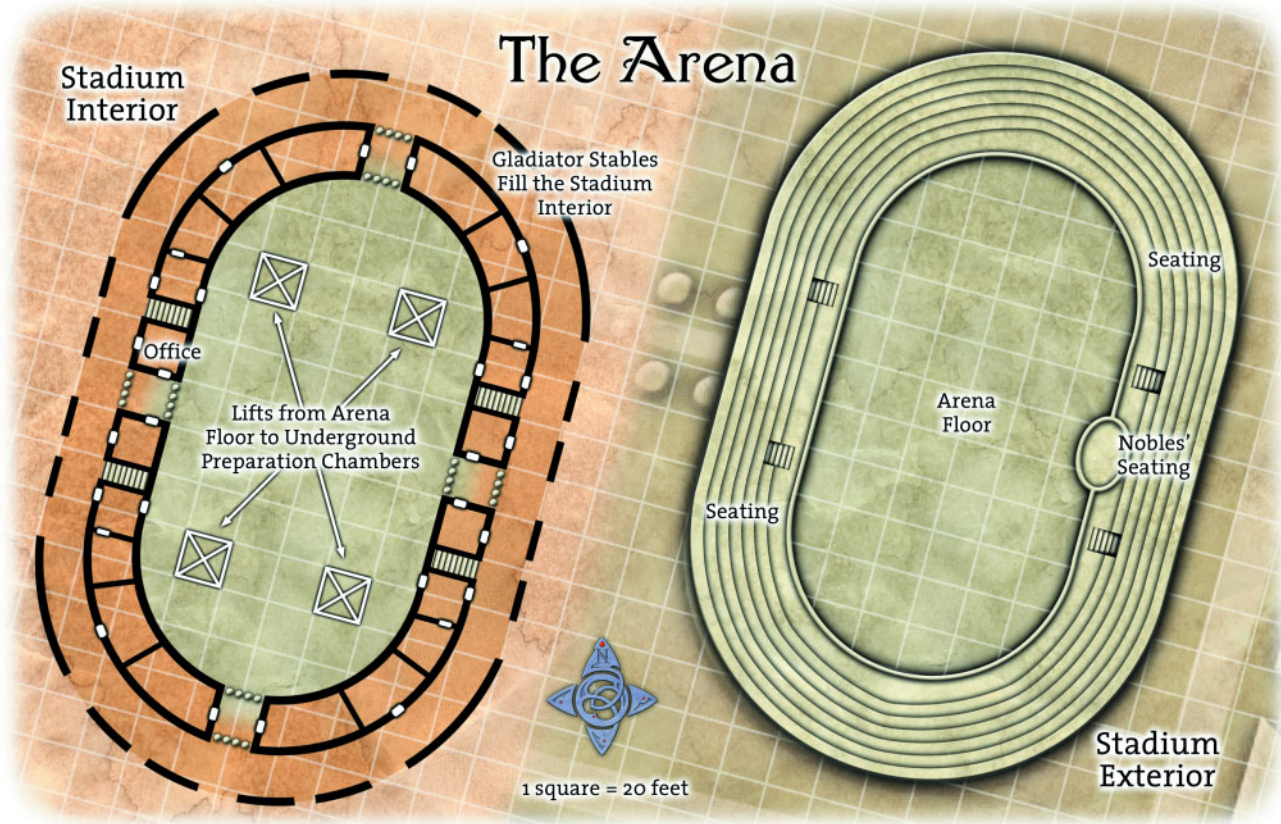 The Arena
Stadium
Interior
Gladiator Stables
Fill the Stadium
Interior
Office
Lifts from Arena
Floor to Underground
Preparation Chambers
Seating
Arena
Floor
Nobles'
Seating
Seating
N
Stadium
Exterior
1 square = 20 feet